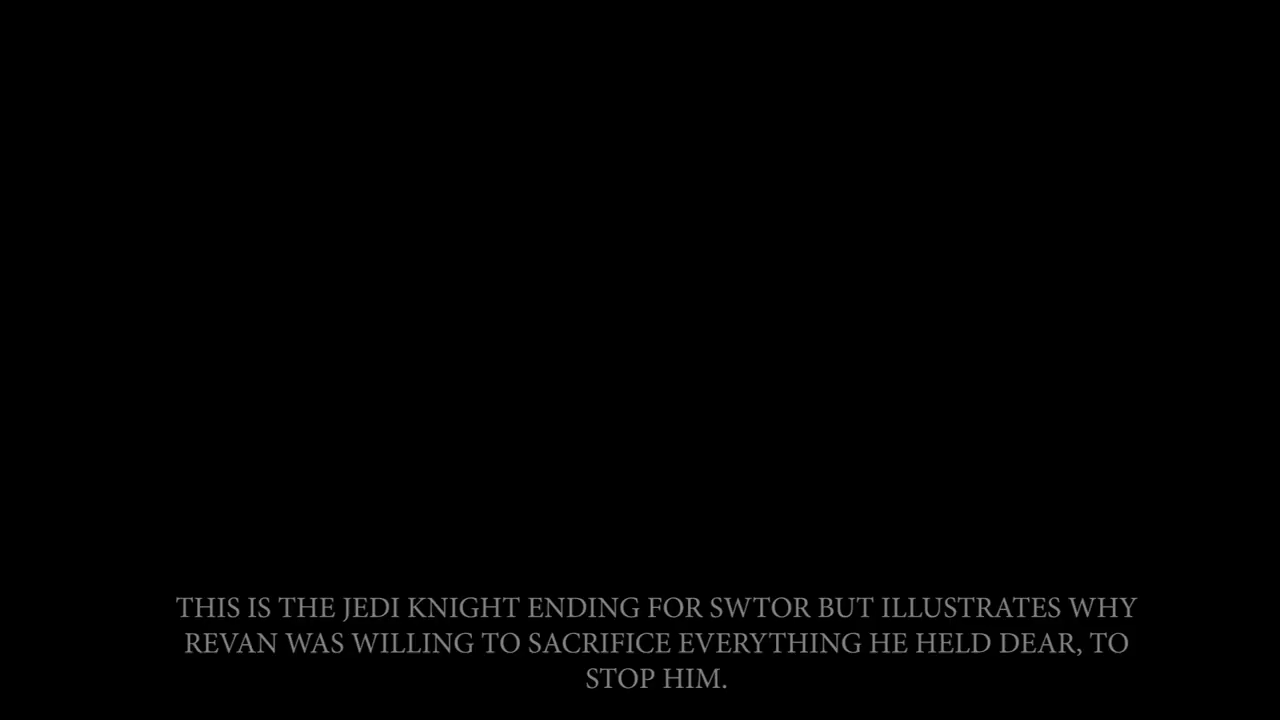 THIS IS THE JEDI KNIGHT ENDING FOR SWTOR BUT ILLUSTRATES WHY
REVAN WAS WILLING TO SACRIFICE EVERYTHING HE HELD DEAR, TO
STOP HIM.